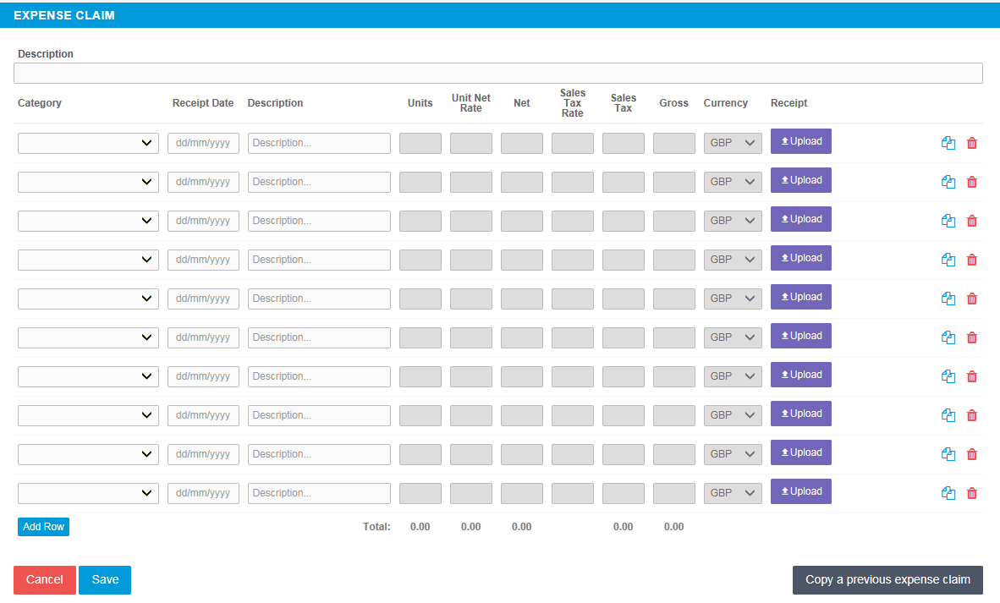 EXPENSE CLAIM
Description
Category Receipt Date Description Units Unit Net Rate Net Sales Tax Rate Sales Tax Gross Currency Receipt
dd/mm/yyyy Description... GBP Upload
dd/mm/yyyy Description... GBP Upload
dd/mm/yyyy Description... GBP Upload
dd/mm/yyyy Description... GBP Upload
dd/mm/yyyy Description... GBP Upload
dd/mm/yyyy Description... GBP Upload
dd/mm/yyyy Description... GBP Upload
dd/mm/yyyy Description... GBP Upload
dd/mm/yyyy Description... GBP Upload
dd/mm/yyyy Description... GBP Upload
Add Row Total: 0.00 0.00 0.00 0.00 0.00
Cancel Save Copy a previous expense claim